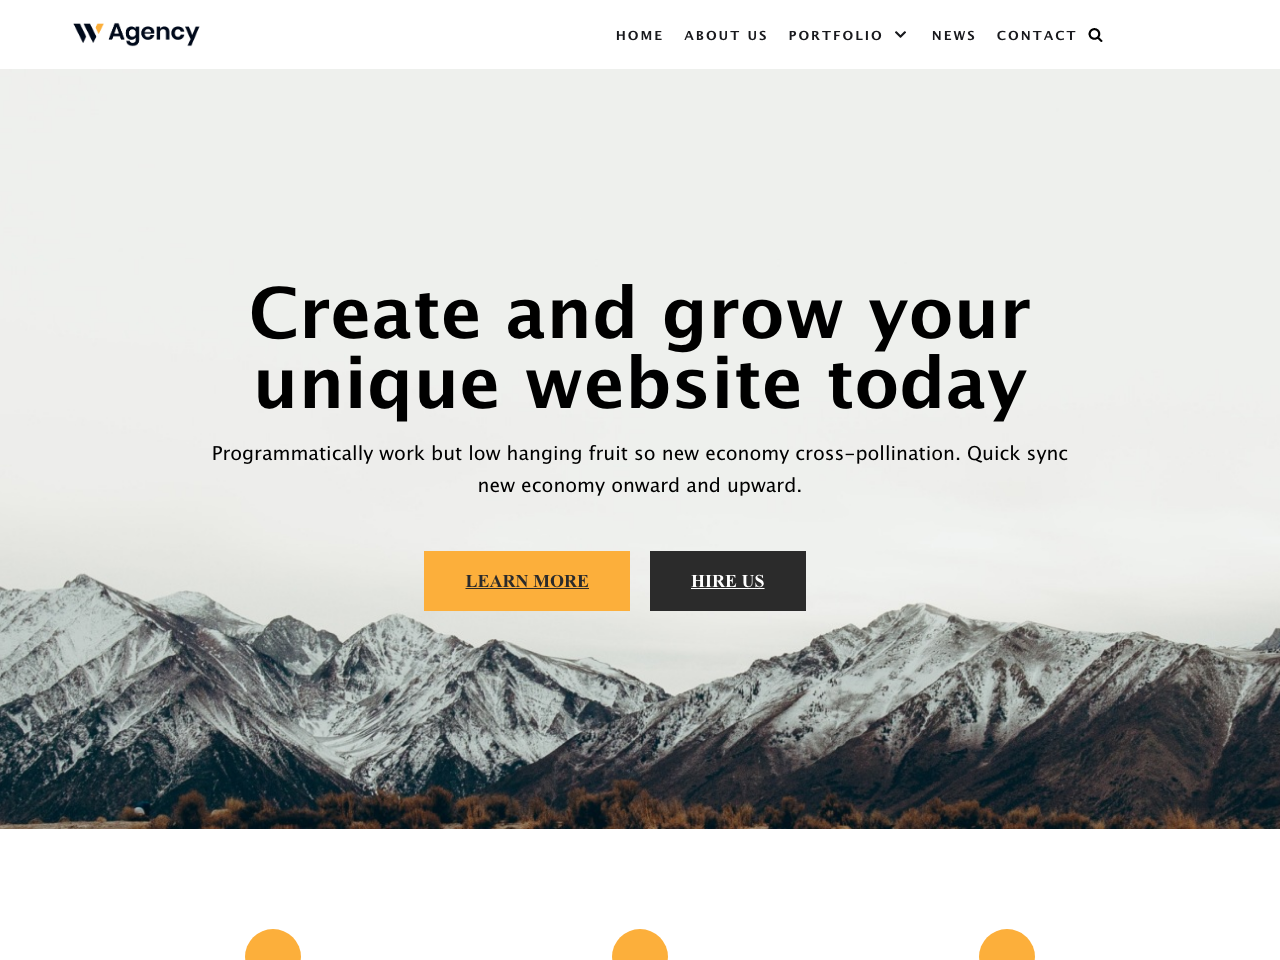 Agency
HOME
ABOUT US
PORTFOLIO
NEWS
CONTACT
Create and grow your
unique website today
Programmatically work but low hanging fruit so new economy cross-pollination. Quick sync
new economy onward and upward.
LEARN MORE
HIRE US